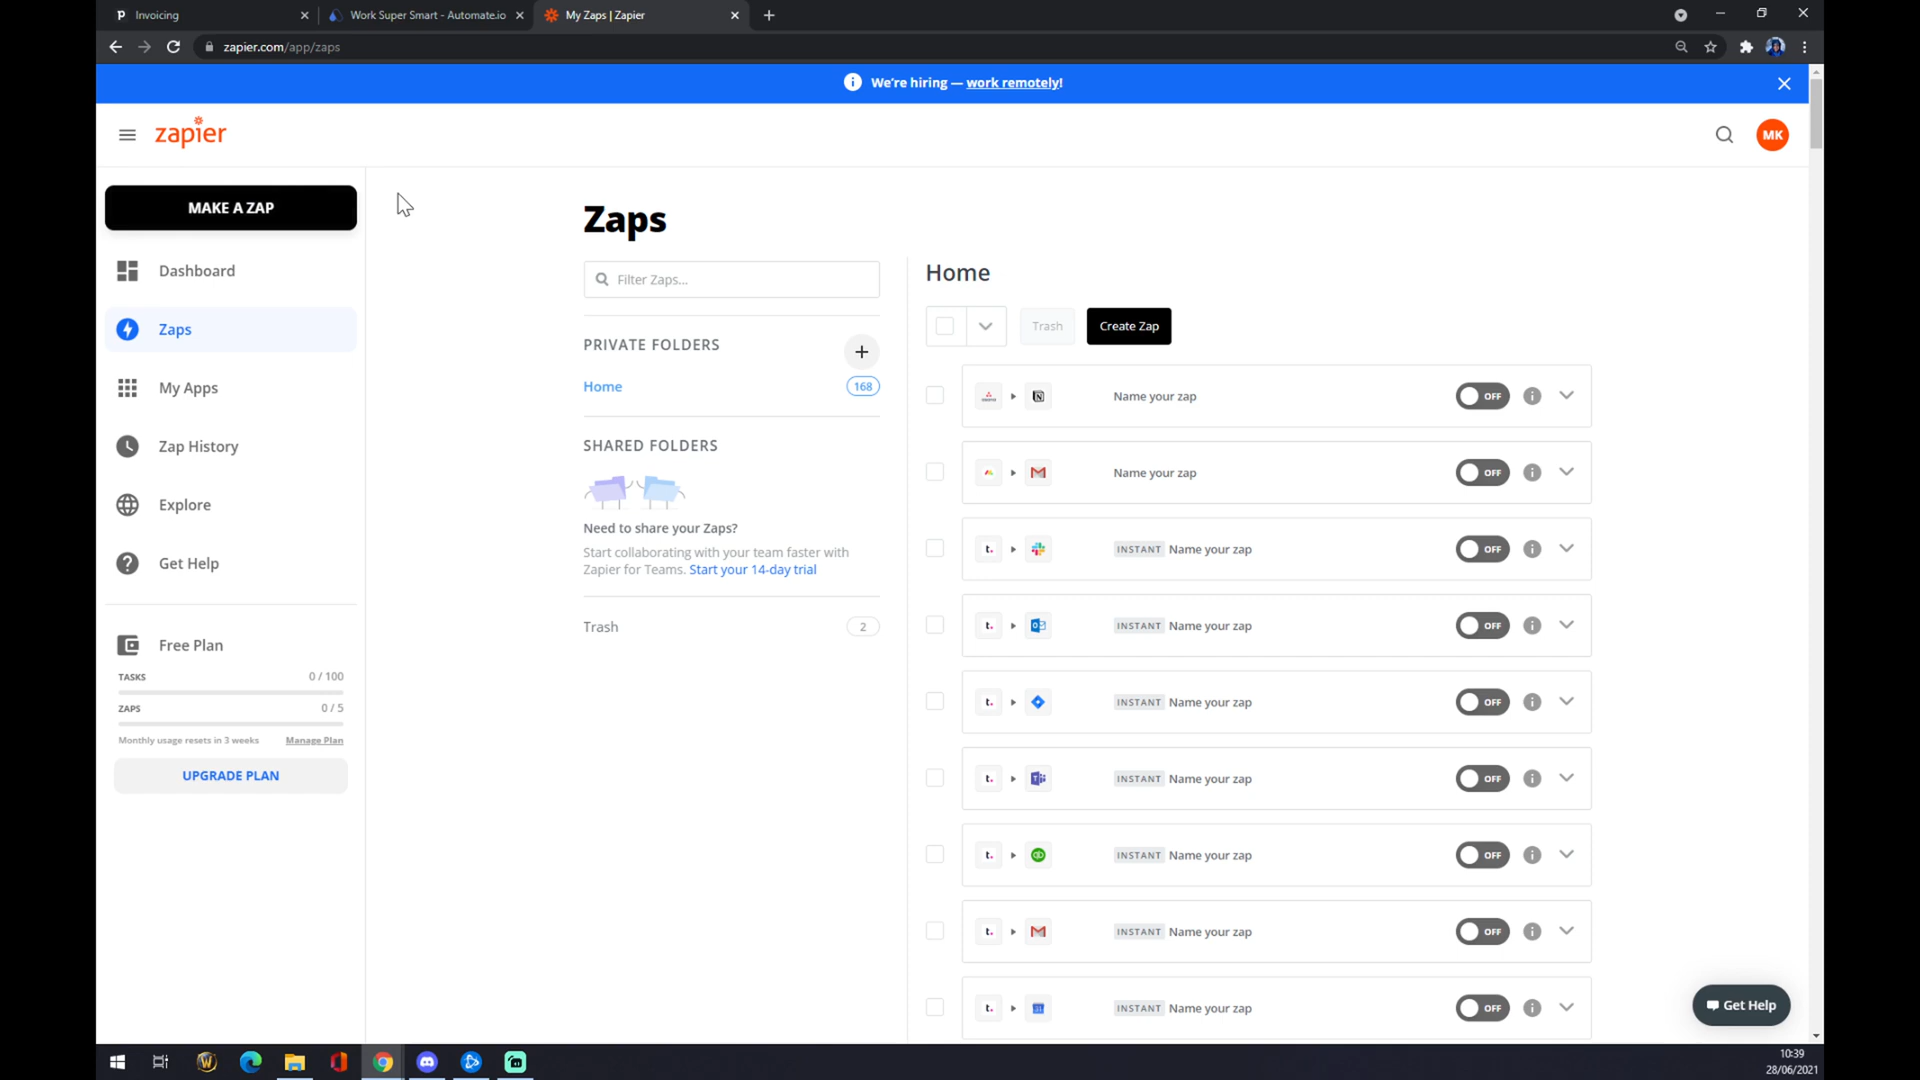 Invoicing
Work Super Smart - Automate.io
My Zaps | Zapier
zapier.com/app/zaps
We're hiring — work remotely!
zapier
MK
MAKE A ZAP
Dashboard
Zaps
My Apps
Zap History
Explore
Get Help
Free Plan
TASKS 0 / 100
ZAPS 0 / 5
Monthly usage resets in 3 weeks Manage Plan
UPGRADE PLAN
Zaps
Filter Zaps...
PRIVATE FOLDERS
Home 168
SHARED FOLDERS
Need to share your Zaps?
Start collaborating with your team faster with
Zapier for Teams. Start your 14-day trial
Trash 2
Home
Trash Create Zap
Name your zap OFF
Name your zap OFF
t. INSTANT Name your zap OFF
t. INSTANT Name your zap OFF
t. INSTANT Name your zap OFF
t. INSTANT Name your zap OFF
t. INSTANT Name your zap OFF
t. INSTANT Name your zap OFF
t. INSTANT Name your zap OFF
Get Help
10:39
28/06/2021